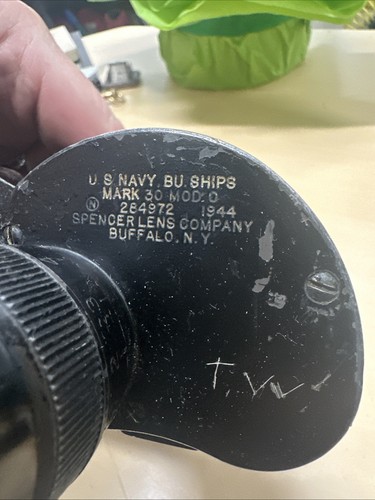 U.S. NAVY, BU. SHIPS
MARK 30 MOD. 0
Ⓝ 284972 1944
SPENCER LENS COMPANY
BUFFALO. N.Y.